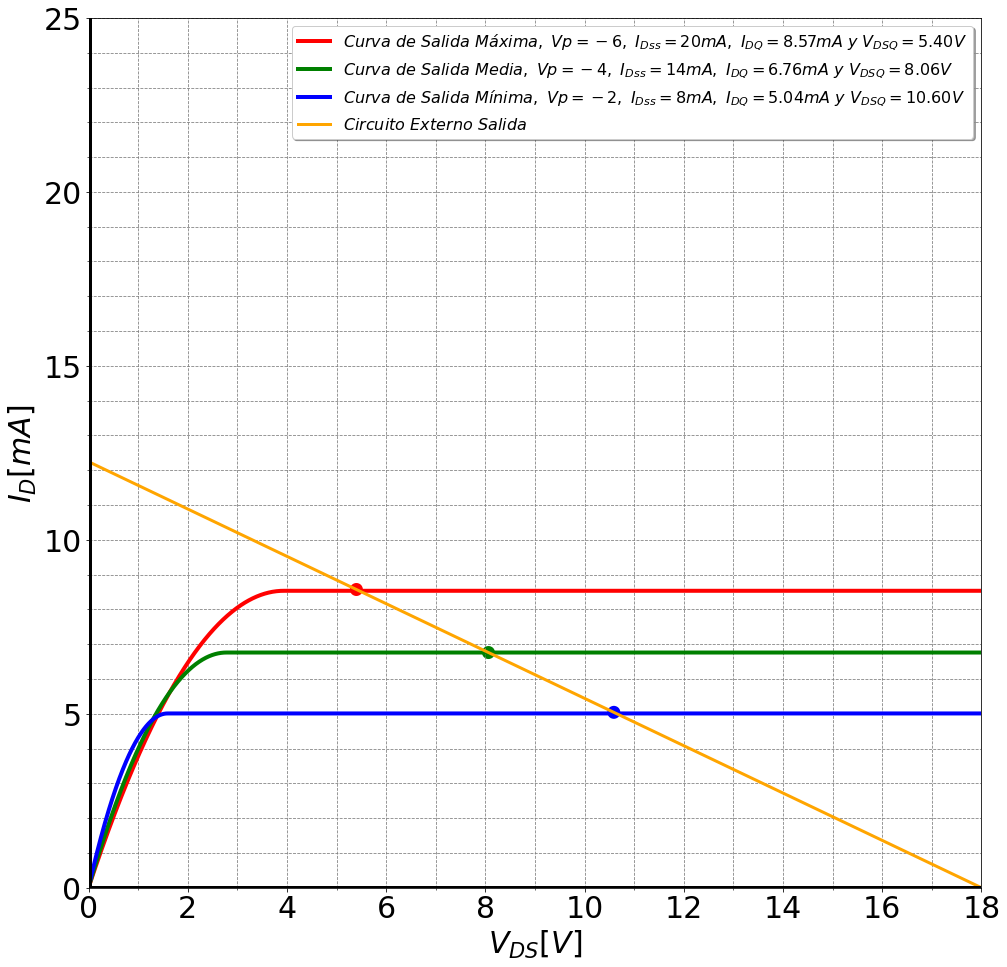 25
Curva de Salida Máxima, Vp = −6, I_Dss = 20mA, I_DQ = 8.57mA y V_DSQ = 5.40V
Curva de Salida Media, Vp = −4, I_Dss = 14mA, I_DQ = 6.76mA y V_DSQ = 8.06V
Curva de Salida Mínima, Vp = −2, I_Dss = 8mA, I_DQ = 5.04mA y V_DSQ = 10.60V
Circuito Externo Salida
20
15
I_D[mA]
10
5
0
0 2 4 6 8 10 12 14 16 18
V_DS[V]